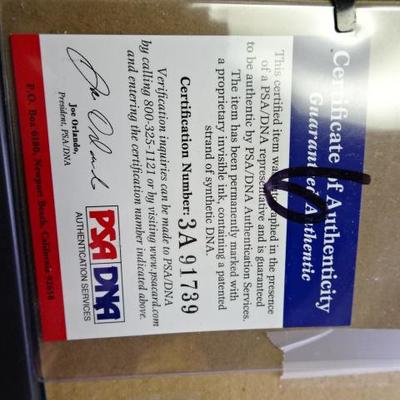 Certificate of Authenticity
Guaranteed Authentic
This certified item was autographed in the presence
of a PSA/DNA representative and is guaranteed
to be authentic by PSA/DNA Authentication Services.
The item has been permanently marked with
a proprietary invisible ink, containing a patented
strand of synthetic DNA.
Certification Number: 3A91739
Verification inquiries can be made to PSA/DNA
by calling 800-325-1121 or by visiting www.psacard.com
and entering the certification number indicated above.
Joe Orlando
Joe Orlando,
President, PSA/DNA
PSA DNA
AUTHENTICATION SERVICES
P.O. Box 6180, Newport Beach, California 92658